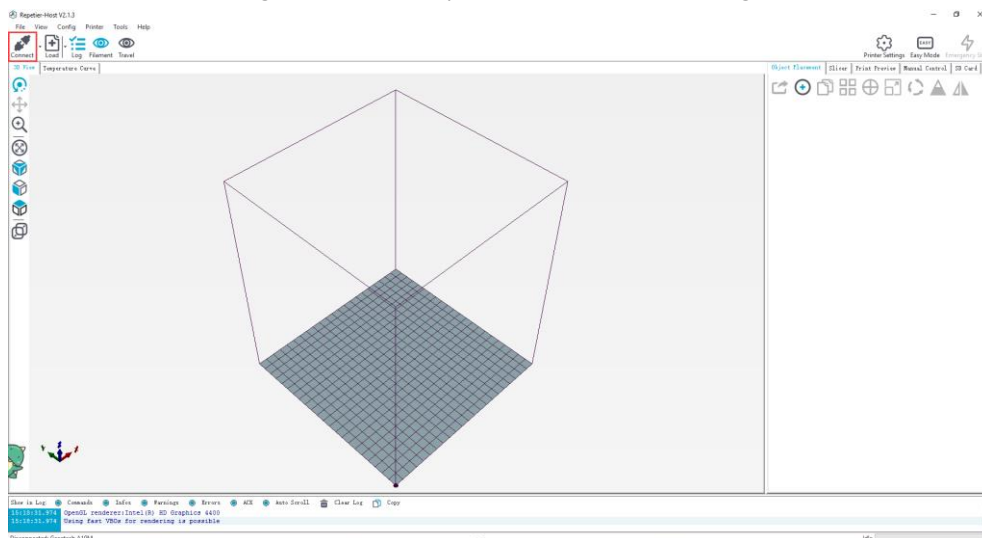 Repetier-Host V2.1.3
File View Config Printer Tools Help
Connect Load Log Filament Travel
Printer Settings Easy Mode Emergency
EASY
3D View Temperature Curve
Object Placement Slicer Print Preview Manual Control SD Card
Show in Log Commands Infos Warnings Errors ACK Auto Scroll Clear Log Copy
15:18:31.974 OpenGL renderer:Intel(R) HD Graphics 4400
15:18:31.974 Using fast VBOs for rendering is possible
Idle